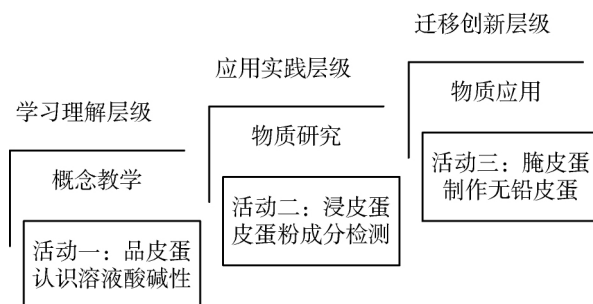 学习理解层级
概念教学
活动一：品皮蛋
认识溶液酸碱性
应用实践层级
物质研究
活动二：浸皮蛋
皮蛋粉成分检测
迁移创新层级
物质应用
活动三：腌皮蛋
制作无铅皮蛋